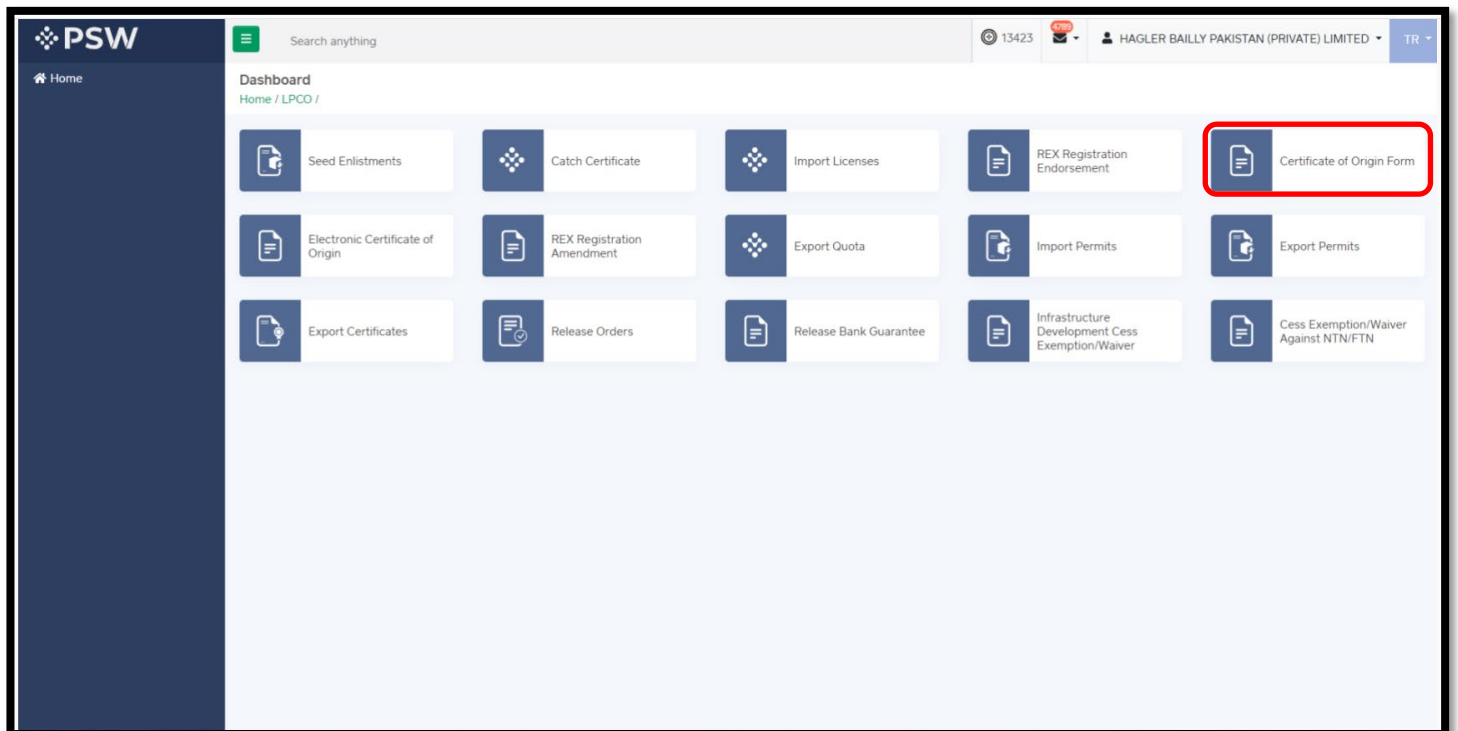 PSW
Search anything
13423
4789
HAGLER BAILLY PAKISTAN (PRIVATE) LIMITED
TR
Home
Dashboard
Home / LPCO /
Seed Enlistments
Catch Certificate
Import Licenses
REX Registration
Endorsement
Certificate of Origin Form
Electronic Certificate of
Origin
REX Registration
Amendment
Export Quota
Import Permits
Export Permits
Export Certificates
Release Orders
Release Bank Guarantee
Infrastructure
Development Cess
Exemption/Waiver
Cess Exemption/Waiver
Against NTN/FTN